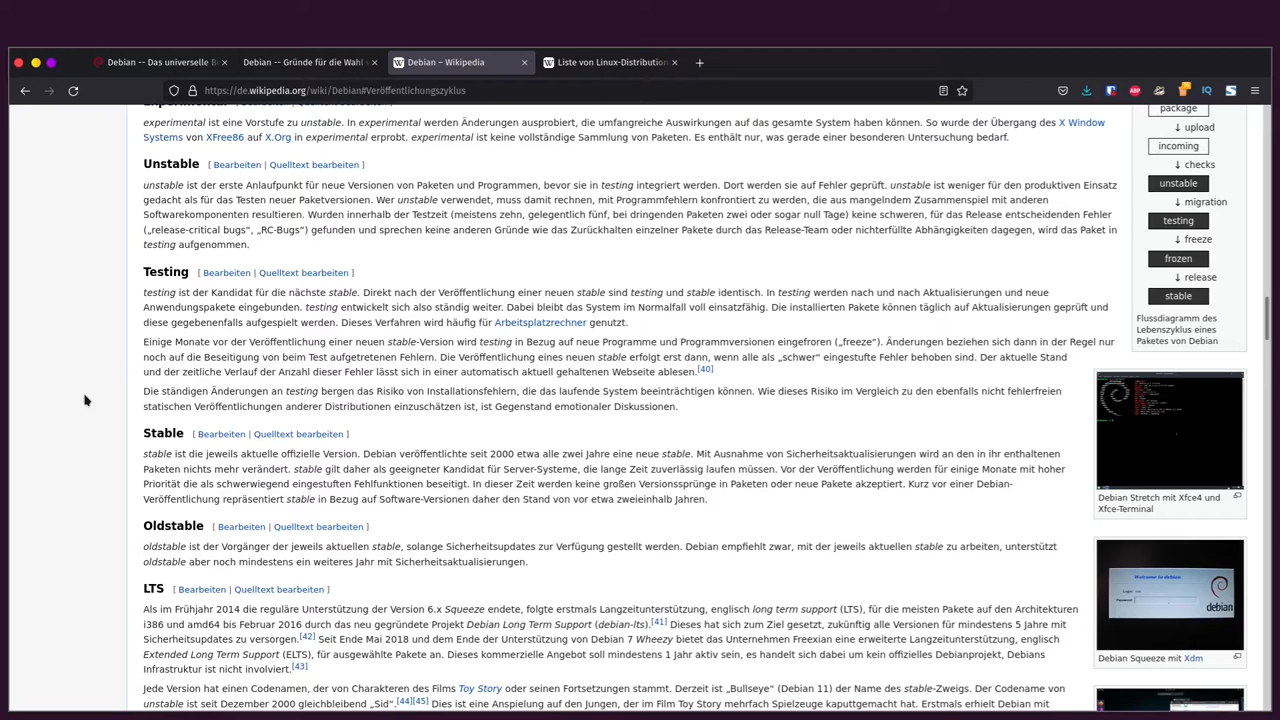 Debian -- Das universelle B
Debian -- Gründe für die Wahl
Debian – Wikipedia
Liste von Linux-Distribution
https://de.wikipedia.org/wiki/Debian#Veröffentlichungszyklus
experimental ist eine Vorstufe zu unstable. In experimental werden Änderungen ausprobiert, die umfangreiche Auswirkungen auf das gesamte System haben können. So wurde der Übergang des X Window
Systems von XFree86 auf X.Org in experimental erprobt. experimental ist keine vollständige Sammlung von Paketen. Es enthält nur, was gerade einer besonderen Untersuchung bedarf.
Unstable [ Bearbeiten | Quelltext bearbeiten ]
unstable ist der erste Anlaufpunkt für neue Versionen von Paketen und Programmen, bevor sie in testing integriert werden. Dort werden sie auf Fehler geprüft. unstable ist weniger für den produktiven Einsatz
gedacht als für das Testen neuer Paketversionen. Wer unstable verwendet, muss damit rechnen, mit Programmfehlern konfrontiert zu werden, die aus mangelndem Zusammenspiel mit anderen
Softwarekomponenten resultieren. Wurden innerhalb der Testzeit (meistens zehn, gelegentlich fünf, bei dringenden Paketen zwei oder sogar null Tage) keine schweren, für das Release entscheidenden Fehler
(„release-critical bugs“, „RC-Bugs“) gefunden und sprechen keine anderen Gründe wie das Zurückhalten einzelner Pakete durch das Release-Team oder nichterfüllte Abhängigkeiten dagegen, wird das Paket in
testing aufgenommen.
Testing [ Bearbeiten | Quelltext bearbeiten ]
testing ist der Kandidat für die nächste stable. Direkt nach der Veröffentlichung einer neuen stable sind testing und stable identisch. In testing werden nach und nach Aktualisierungen und neue
Anwendungspakete eingebunden. testing entwickelt sich also ständig weiter. Dabei bleibt das System im Normalfall voll einsatzfähig. Die installierten Pakete können täglich auf Aktualisierungen geprüft und
diese gegebenenfalls aufgespielt werden. Dieses Verfahren wird häufig für Arbeitsplatzrechner genutzt.
Einige Monate vor der Veröffentlichung einer neuen stable-Version wird testing in Bezug auf neue Programme und Programmversionen eingefroren („freeze“). Änderungen beziehen sich dann in der Regel nur
noch auf die Beseitigung von beim Test aufgetretenen Fehlern. Die Veröffentlichung eines neuen stable erfolgt erst dann, wenn alle als „schwer“ eingestufte Fehler behoben sind. Der aktuelle Stand
und der zeitliche Verlauf der Anzahl dieser Fehler lässt sich in einer automatisch aktuell gehaltenen Webseite ablesen.[40]
Die ständigen Änderungen an testing bergen das Risiko von Installationsfehlern, die das laufende System beeinträchtigen können. Wie dieses Risiko im Vergleich zu den ebenfalls nicht fehlerfreien
statischen Veröffentlichungen anderer Distributionen einzuschätzen ist, ist Gegenstand emotionaler Diskussionen.
Stable [ Bearbeiten | Quelltext bearbeiten ]
stable ist die jeweils aktuelle offizielle Version. Debian veröffentlichte seit 2000 etwa alle zwei Jahre eine neue stable. Mit Ausnahme von Sicherheitsaktualisierungen wird an den in ihr enthaltenen
Paketen nichts mehr verändert. stable gilt daher als geeigneter Kandidat für Server-Systeme, die lange Zeit zuverlässig laufen müssen. Vor der Veröffentlichung werden für einige Monate mit hoher
Priorität die als schwerwiegend eingestuften Fehlfunktionen beseitigt. In dieser Zeit werden keine großen Versionssprünge in Paketen oder neue Pakete akzeptiert. Kurz vor einer Debian-
Veröffentlichung repräsentiert stable in Bezug auf Software-Versionen daher den Stand von vor etwa zweieinhalb Jahren.
Oldstable [ Bearbeiten | Quelltext bearbeiten ]
oldstable ist der Vorgänger der jeweils aktuellen stable, solange Sicherheitsupdates zur Verfügung gestellt werden. Debian empfiehlt zwar, mit der jeweils aktuellen stable zu arbeiten, unterstützt
oldstable aber noch mindestens ein weiteres Jahr mit Sicherheitsaktualisierungen.
LTS [ Bearbeiten | Quelltext bearbeiten ]
Als im Frühjahr 2014 die reguläre Unterstützung der Version 6.x Squeeze endete, folgte erstmals Langzeitunterstützung, englisch long term support (LTS), für die meisten Pakete auf den Architekturen
i386 und amd64 bis Februar 2016 durch das neu gegründete Projekt Debian Long Term Support (debian-lts).[41] Dieses hat sich zum Ziel gesetzt, zukünftig alle Versionen für mindestens 5 Jahre mit
Sicherheitsupdates zu versorgen.[42] Seit Ende Mai 2018 und dem Ende der Unterstützung von Debian 7 Wheezy bietet das Unternehmen Freexian eine erweiterte Langzeitunterstützung, englisch
Extended Long Term Support (ELTS), für ausgewählte Pakete an. Dieses kommerzielle Angebot soll mindestens 1 Jahr aktiv sein, es handelt sich dabei um kein offizielles Debianprojekt, Debians
Infrastruktur ist nicht involviert.[43]
Jede Version hat einen Codenamen, der von Charakteren des Films Toy Story oder seinen Fortsetzungen stammt. Derzeit ist „Bullseye“ (Debian 11) der Name des stable-Zweigs. Der Codename von
unstable ist seit Dezember 2000 gleichbleibend „Sid“.[44][45] Dies ist eine Anspielung auf den Jungen, der im Film Toy Story mehrfach Spielzeuge kaputtgemacht hat. Erstmals erhielt Debian mit
package
↓ upload
incoming
↓ checks
unstable
↓ migration
testing
↓ freeze
frozen
↓ release
stable
Flussdiagramm des
Lebenszyklus eines
Paketes von Debian
Debian Stretch mit Xfce4 und
Xfce-Terminal
Welcome to debian
Login:
Password:
debian
Debian Squeeze mit Xdm